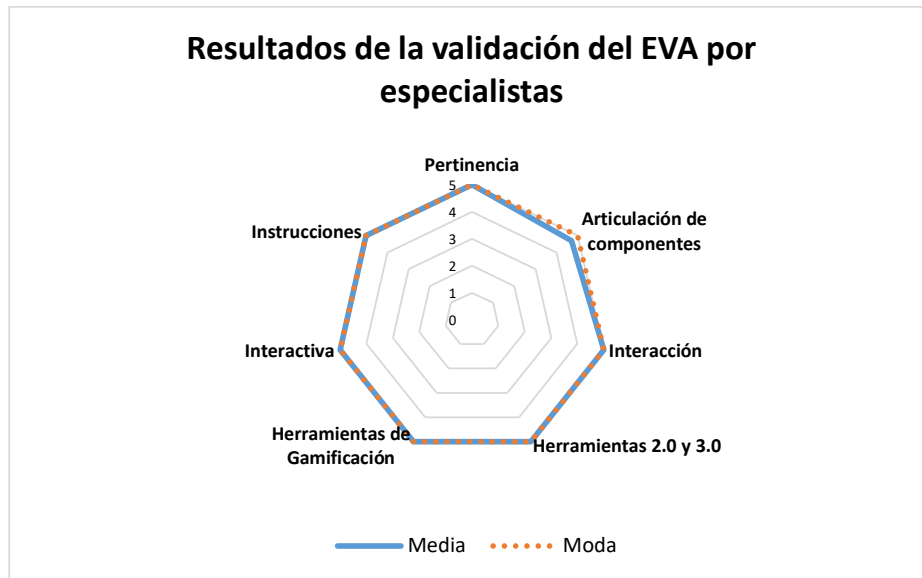 Resultados de la validación del EVA por
especialistas
Pertinencia
5
4
3
2
1
0
Articulación de
componentes
Instrucciones
Interactiva
Interacción
Herramientas de
Gamificación
Herramientas 2.0 y 3.0
Media
Moda